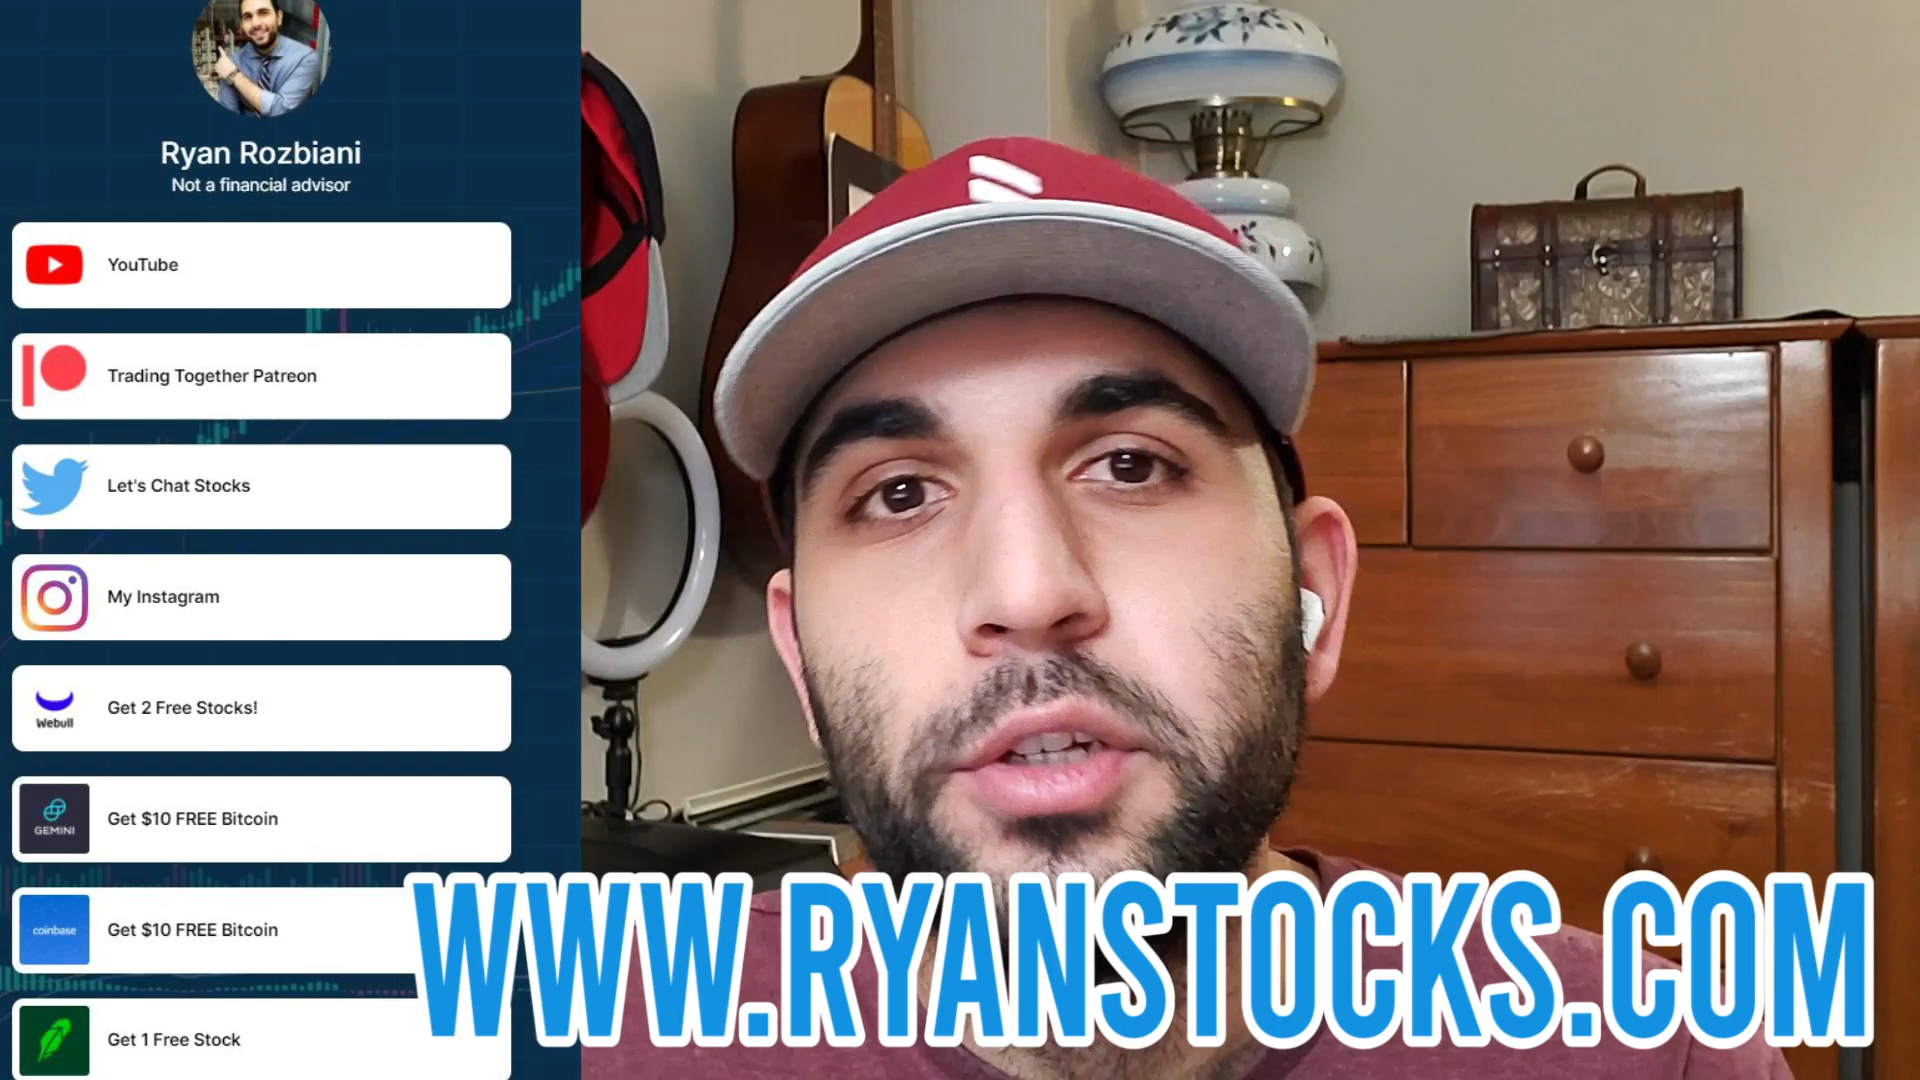 Ryan Rozbiani
Not a financial advisor
YouTube
Trading Together Patreon
Let's Chat Stocks
My Instagram
Webull
Get 2 Free Stocks!
GEMINI
Get $10 FREE Bitcoin
coinbase
Get $10 FREE Bitcoin
Get 1 Free Stock
WWW.RYANSTOCKS.COM